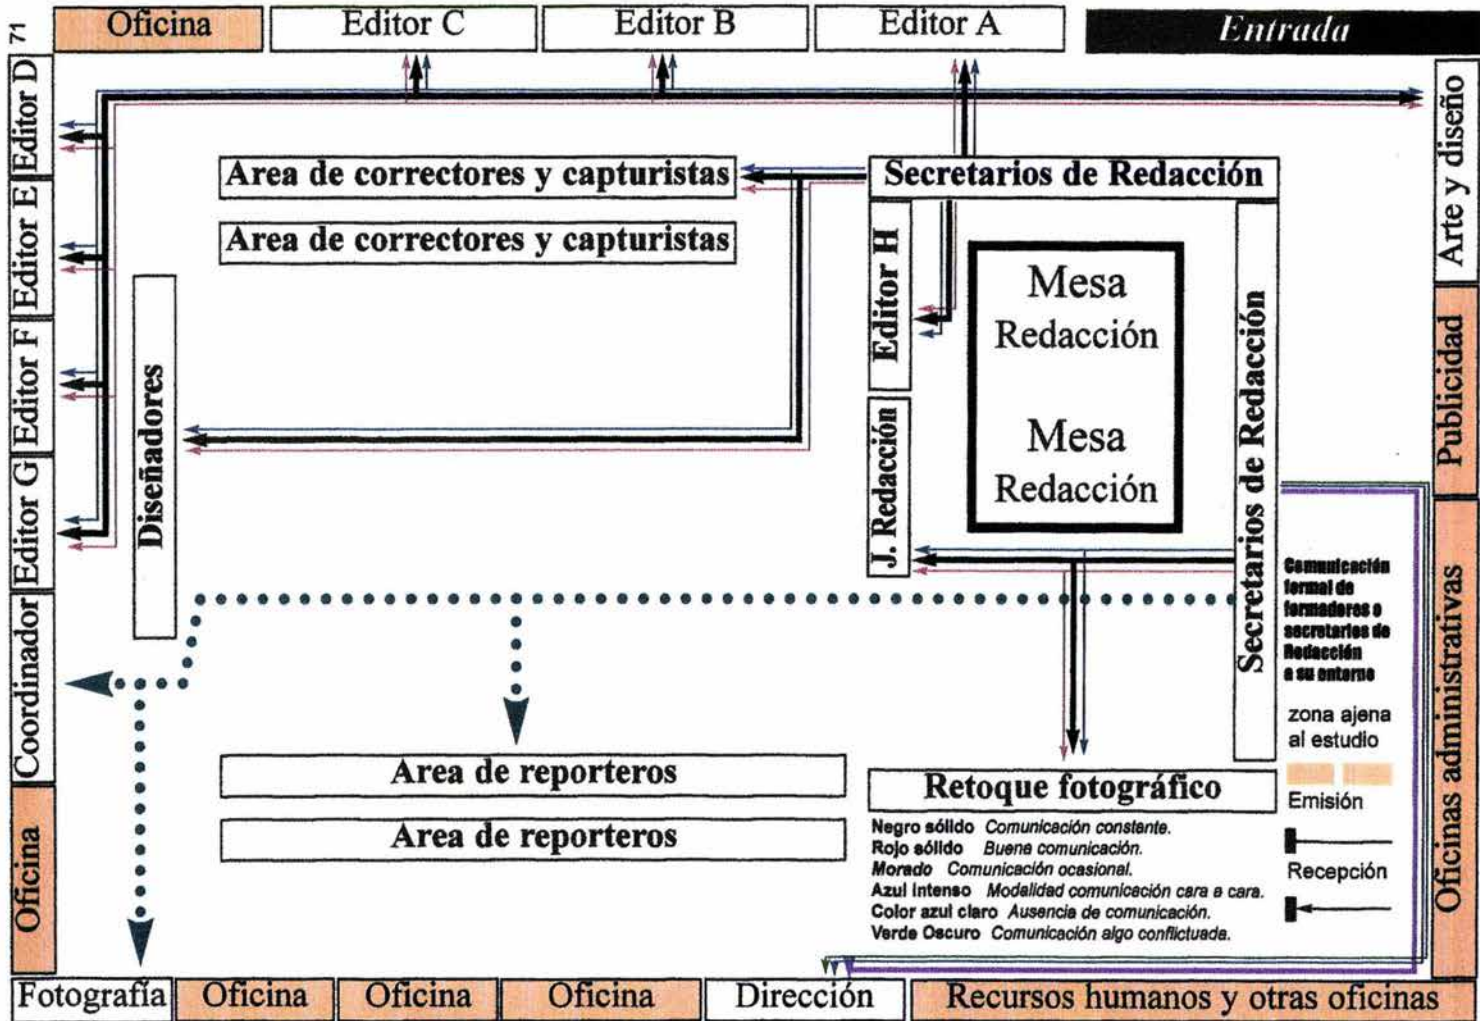 71
Oficina
Editor C
Editor B
Editor A
Entrada
Editor D
Editor E
Editor F
Editor G
Coordinador
Oficina
Arte y diseño
Publicidad
Oficinas administrativas
Area de correctores y capturistas
Area de correctores y capturistas
Secretarios de Redacción
Editor H
J. Redacción
Mesa
Redacción
Mesa
Redacción
Secretarios de Redacción
Diseñadores
Area de reporteros
Area de reporteros
Retoque fotográfico
Comunicación
formal de
formadores o
secretarios de
Redacción
a su entorno
zona ajena
al estudio
Emisión
Recepción
Negro sólido Comunicación constante.
Rojo sólido Buena comunicación.
Morado Comunicación ocasional.
Azul Intenso Modalidad comunicación cara a cara.
Color azul claro Ausencia de comunicación.
Verde Oscuro Comunicación algo conflictuada.
Fotografía
Oficina
Oficina
Oficina
Dirección
Recursos humanos y otras oficinas